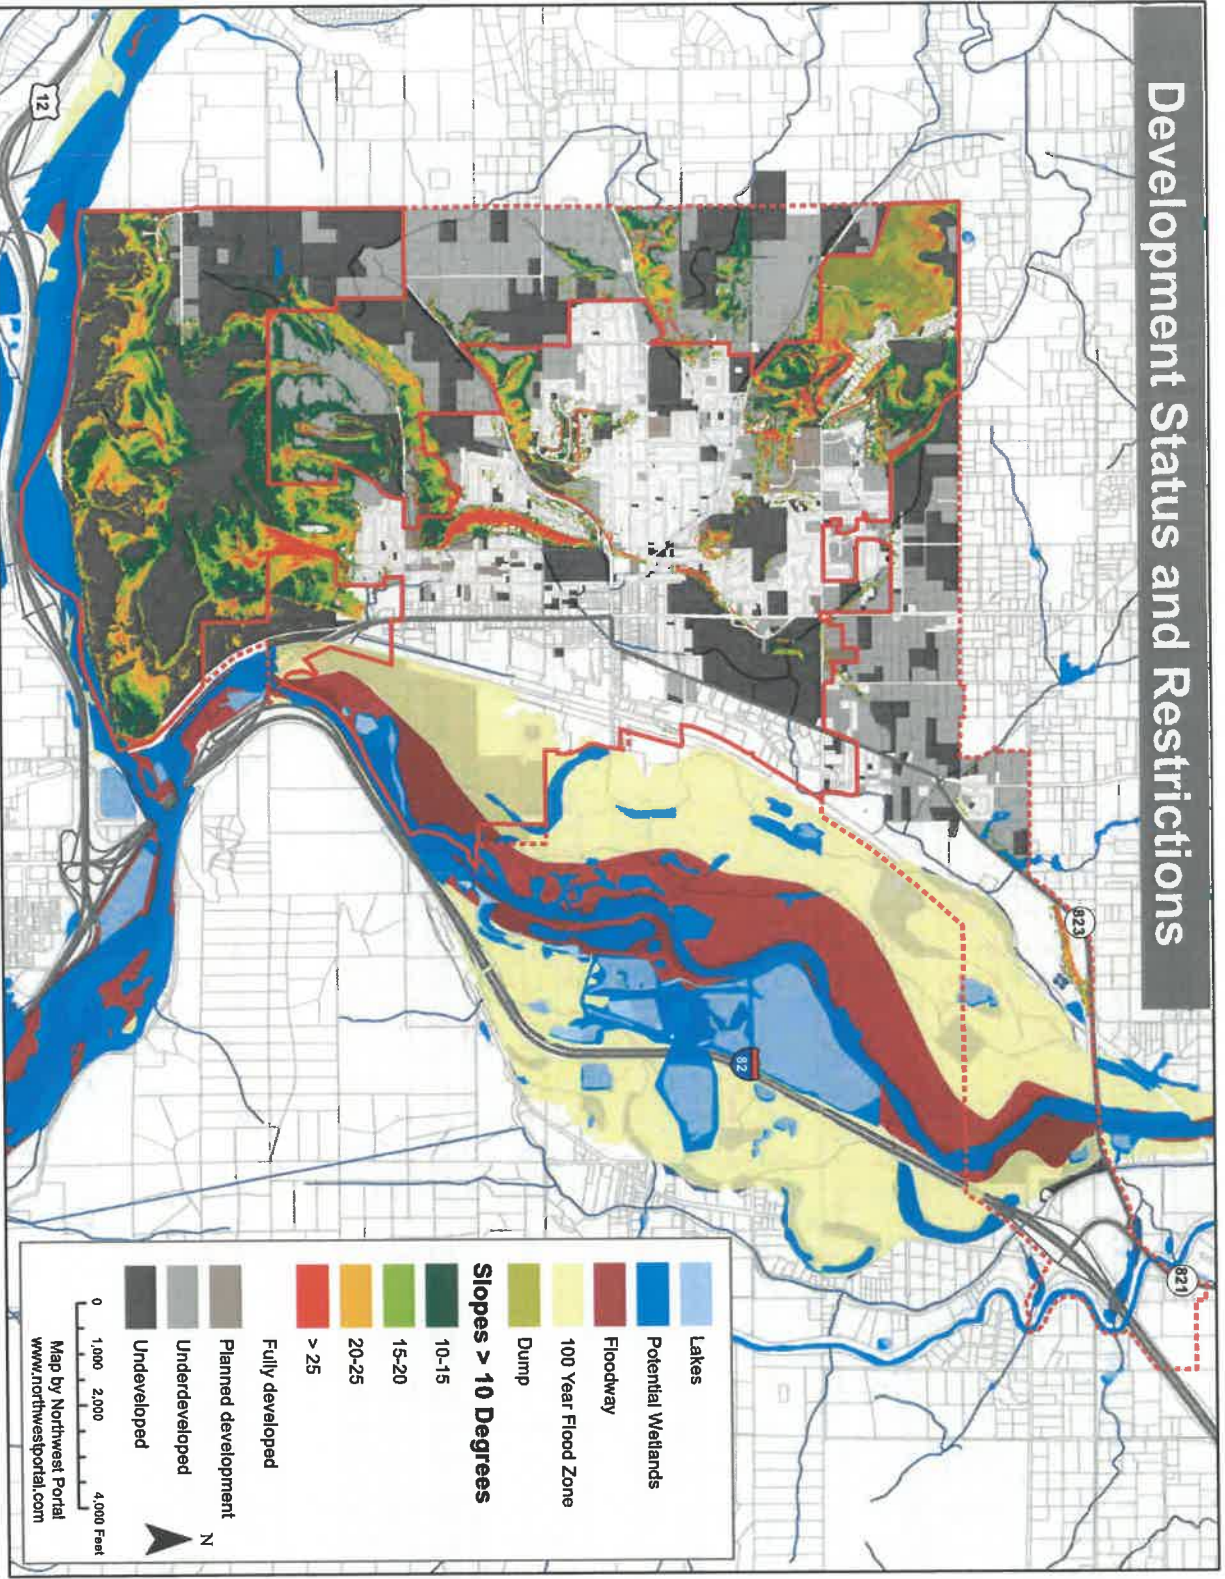 Development Status and Restrictions
12
823
82
821
Lakes
Potential Wetlands
Floodway
100 Year Flood Zone
Dump
Slopes > 10 Degrees
10-15
15-20
20-25
> 25
Fully developed
Planned development
Underdeveloped
Undeveloped
0 1,000 2,000 4,000 Feet
N
Map by Northwest Portal
www.northwestportal.com